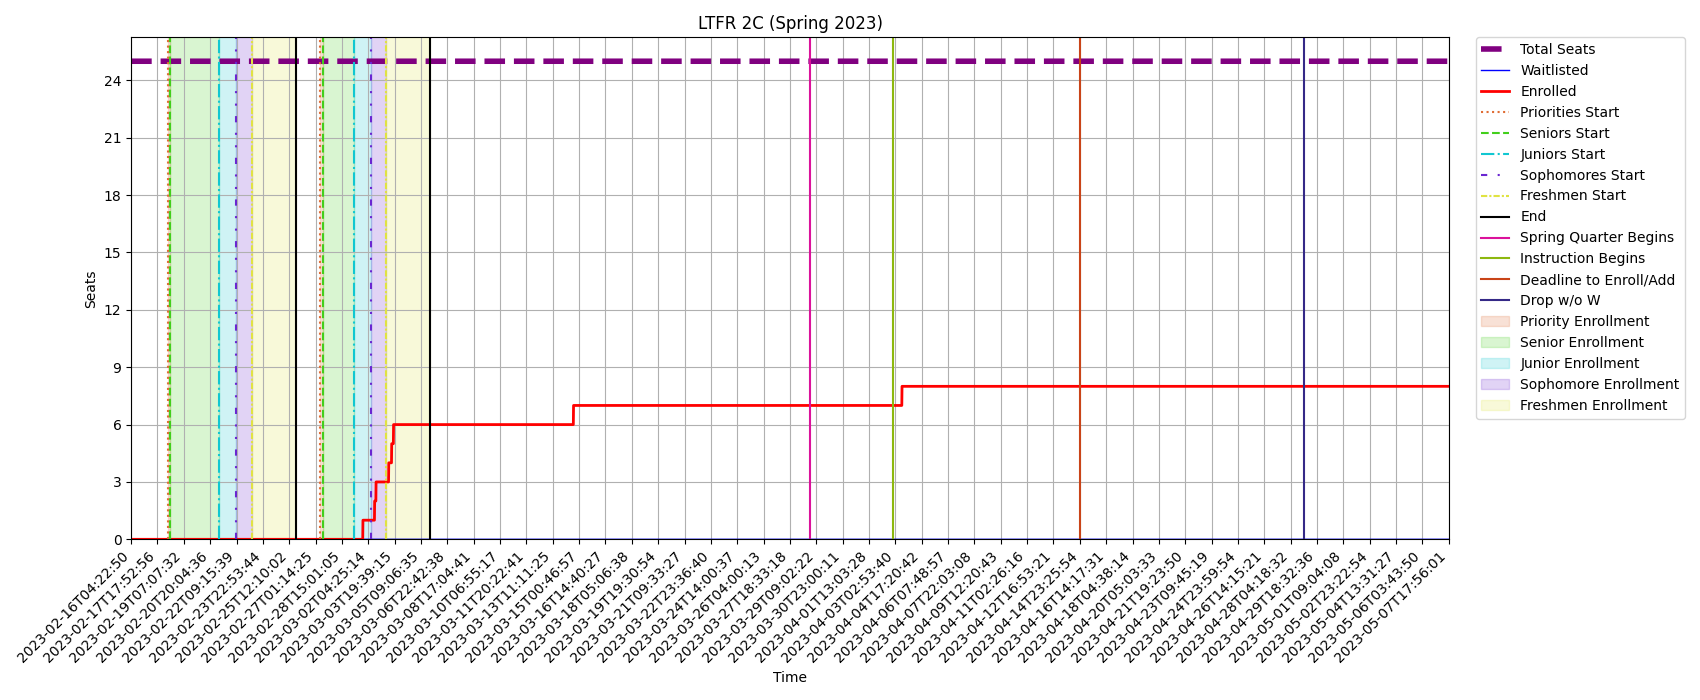 LTFR 2C (Spring 2023)
Seats
24
21
18
15
12
9
6
3
0
2023-02-16T04:22:50
2023-02-17T17:52:56
2023-02-19T07:07:32
2023-02-20T20:04:36
2023-02-22T09:15:39
2023-02-23T22:53:44
2023-02-25T12:10:02
2023-02-27T01:14:25
2023-02-28T15:01:05
2023-03-02T04:25:14
2023-03-03T19:39:15
2023-03-05T09:06:35
2023-03-06T22:42:38
2023-03-08T17:04:41
2023-03-10T06:55:17
2023-03-11T20:22:41
2023-03-13T11:11:25
2023-03-15T00:46:57
2023-03-16T14:40:27
2023-03-18T05:06:38
2023-03-19T19:30:54
2023-03-21T09:33:27
2023-03-22T23:36:40
2023-03-24T14:00:37
2023-03-26T04:00:13
2023-03-27T18:33:18
2023-03-29T09:02:22
2023-03-30T23:00:11
2023-04-01T13:03:28
2023-04-03T02:53:40
2023-04-04T17:20:42
2023-04-06T07:48:57
2023-04-07T22:03:08
2023-04-09T12:20:43
2023-04-11T02:26:16
2023-04-12T16:53:21
2023-04-14T23:25:54
2023-04-16T14:17:31
2023-04-18T04:38:14
2023-04-20T05:03:33
2023-04-21T19:23:50
2023-04-23T09:45:19
2023-04-24T23:59:54
2023-04-26T14:15:21
2023-04-28T04:18:32
2023-04-29T18:32:36
2023-05-01T09:04:08
2023-05-02T23:22:54
2023-05-04T13:31:27
2023-05-06T03:43:50
2023-05-07T17:56:01
Time
Total Seats
Waitlisted
Enrolled
Priorities Start
Seniors Start
Juniors Start
Sophomores Start
Freshmen Start
End
Spring Quarter Begins
Instruction Begins
Deadline to Enroll/Add
Drop w/o W
Priority Enrollment
Senior Enrollment
Junior Enrollment
Sophomore Enrollment
Freshmen Enrollment